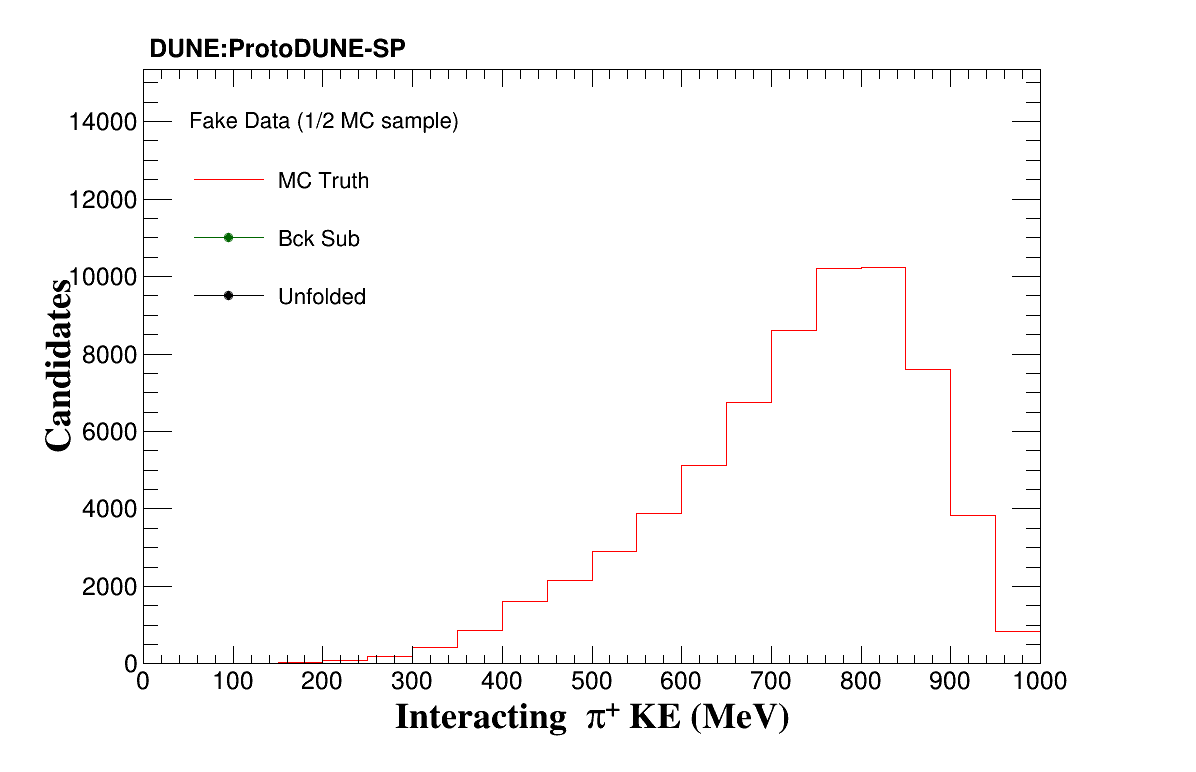 DUNE:ProtoDUNE-SP
Fake Data (1/2 MC sample)
MC Truth
Bck Sub
Unfolded
14000
12000
10000
8000
6000
4000
2000
0
Candidates
0 100 200 300 400 500 600 700 800 900 1000
Interacting π⁺ KE (MeV)